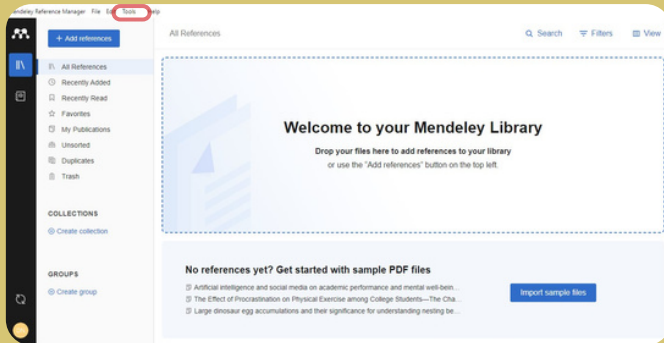 Mendeley Reference Manager File Edit Tools Help
+ Add references
All References
Search
Filters
View
All References
Recently Added
Recently Read
Favorites
My Publications
Unsorted
Duplicates
Trash
COLLECTIONS
Create collection
GROUPS
Create group
Welcome to your Mendeley Library
Drop your files here to add references to your library
or use the "Add references" button on the top left.
No references yet? Get started with sample PDF files
Artificial intelligence and social media on academic performance and mental well-bein...
The Effect of Procrastination on Physical Exercise among College Students—The Cha...
Large dinosaur egg accumulations and their significance for understanding nesting be...
Import sample files